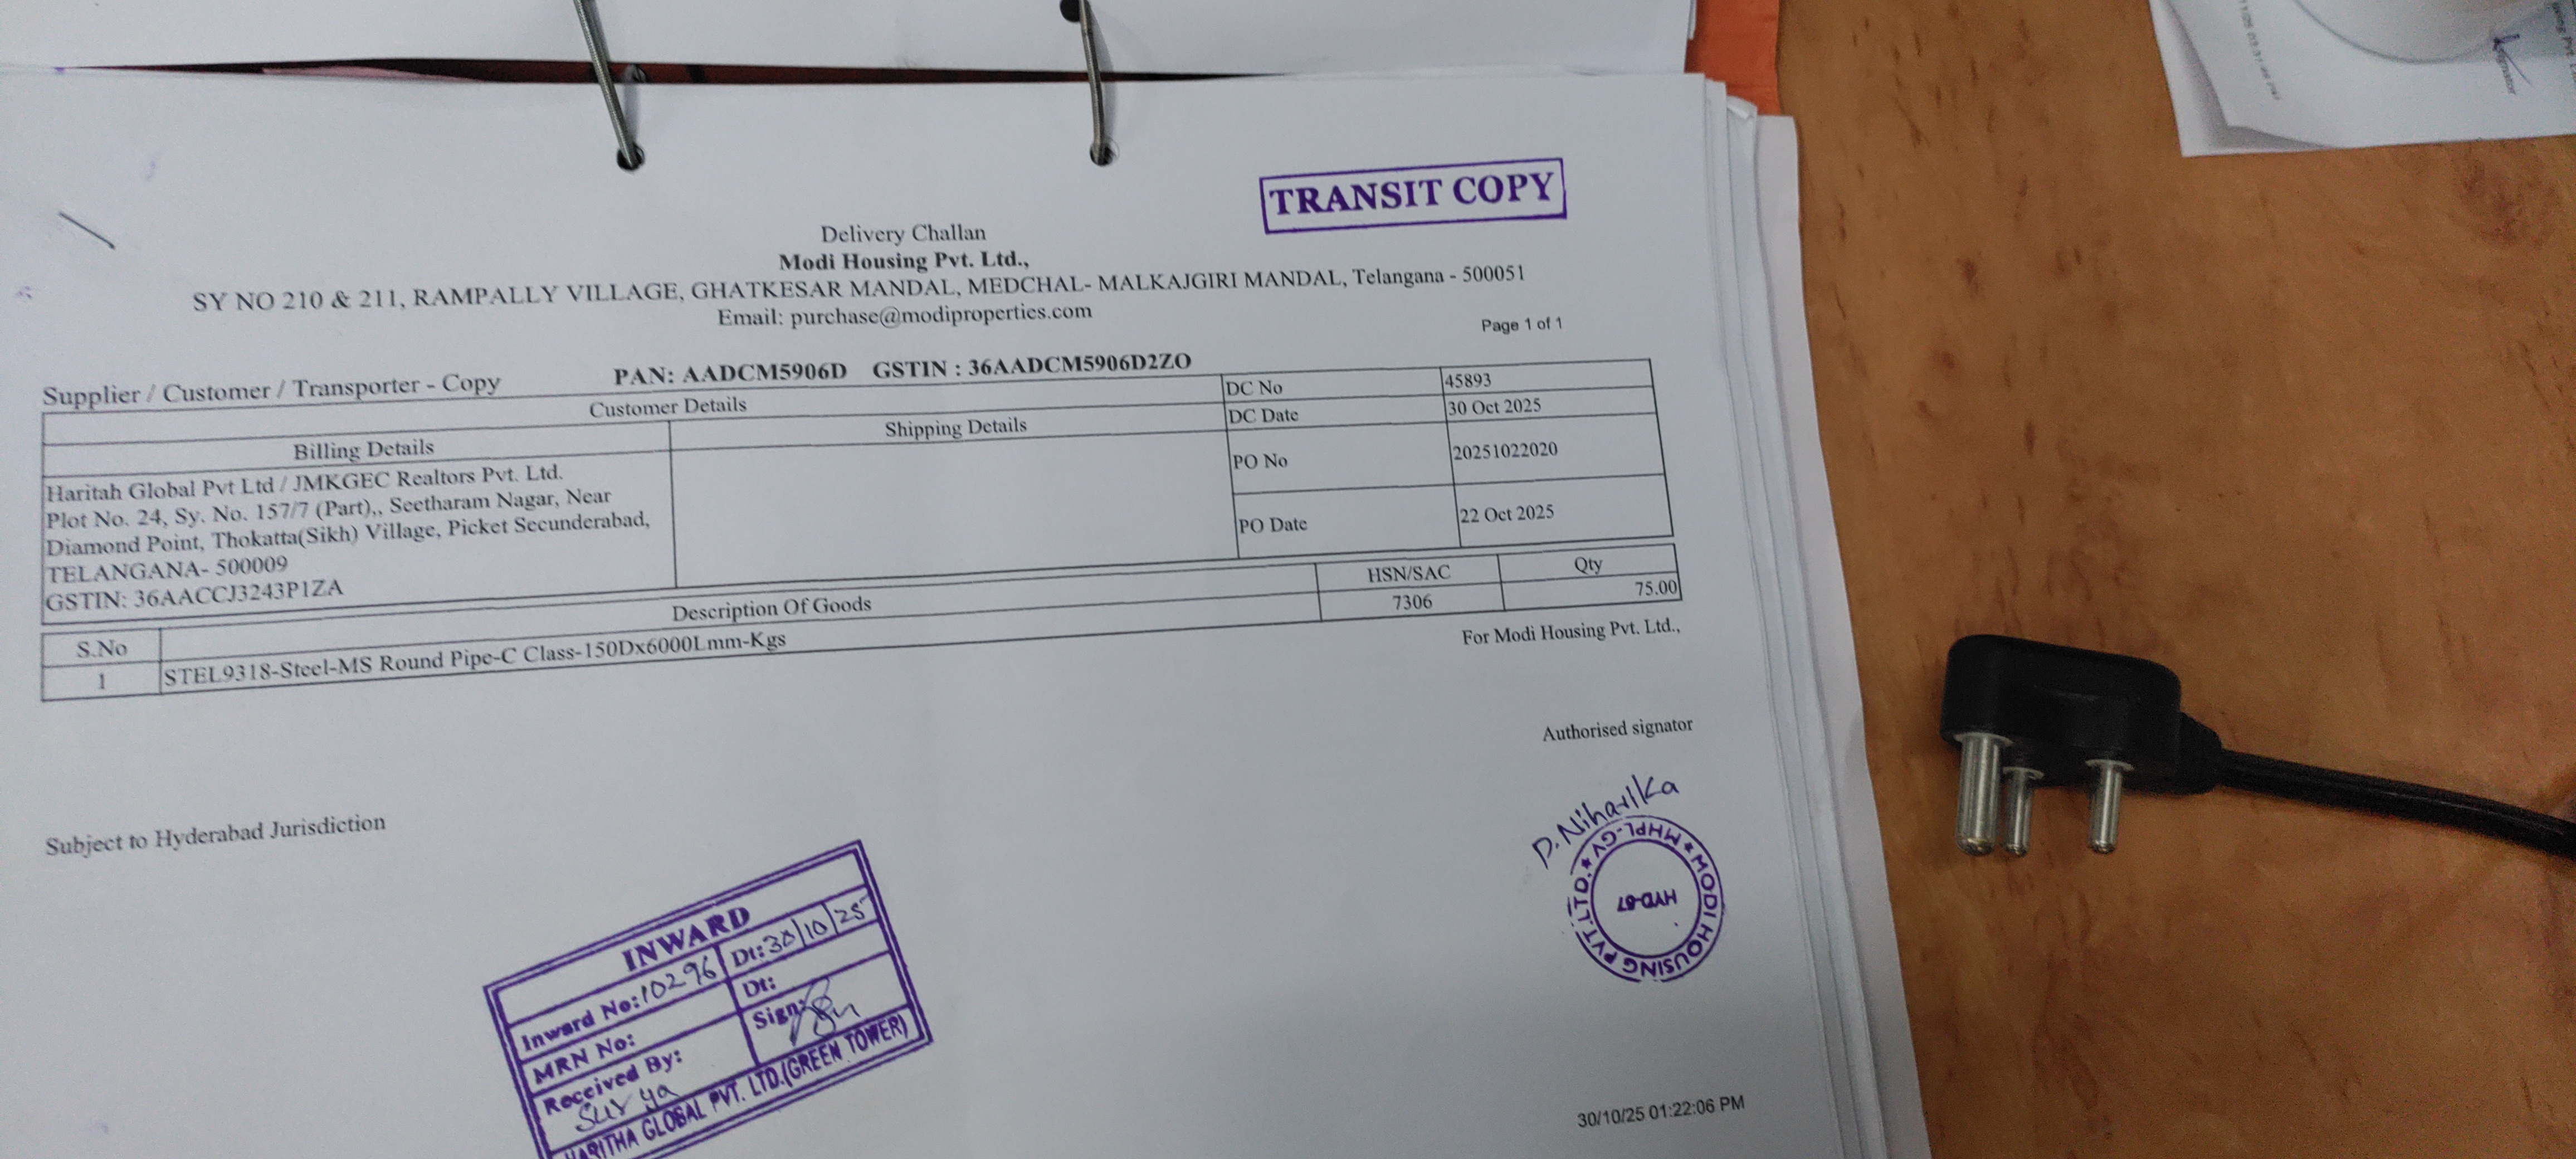 TRANSIT COPY
Delivery Challan
Modi Housing Pvt. Ltd.,
SY NO 210 & 211, RAMPALLY VILLAGE, GHATKESAR MANDAL, MEDCHAL- MALKAJGIRI MANDAL, Telangana - 500051
Email: purchase@modiproperties.com
Page 1 of 1
Supplier / Customer / Transporter - Copy
PAN: AADCM5906D GSTIN : 36AADCM5906D2ZO
Customer Details
DC No 45893
DC Date 30 Oct 2025
Billing Details Shipping Details
PO No 20251022020
PO Date 22 Oct 2025
Haritah Global Pvt Ltd / JMKGEC Realtors Pvt. Ltd.
Plot No. 24, Sy. No. 157/7 (Part),, Seetharam Nagar, Near
Diamond Point, Thokatta(Sikh) Village, Picket Secunderabad,
TELANGANA- 500009
GSTIN: 36AACCJ3243P1ZA
S.No Description Of Goods HSN/SAC Qty
1 STEL9318-Steel-MS Round Pipe-C Class-150Dx6000Lmm-Kgs 7306 75.00
For Modi Housing Pvt. Ltd.,
Authorised signator
P. Niharika
MODI HOUSING PVT. LTD. * MHPL-GV *
HYD-67
Subject to Hyderabad Jurisdiction
INWARD
Inward No: 10296 Dt: 30/10/25
MRN No: Dt:
Received By: Sign:
Surya
HARITHA GLOBAL PVT. LTD.(GREEN TOWER)
30/10/25 01:22:06 PM